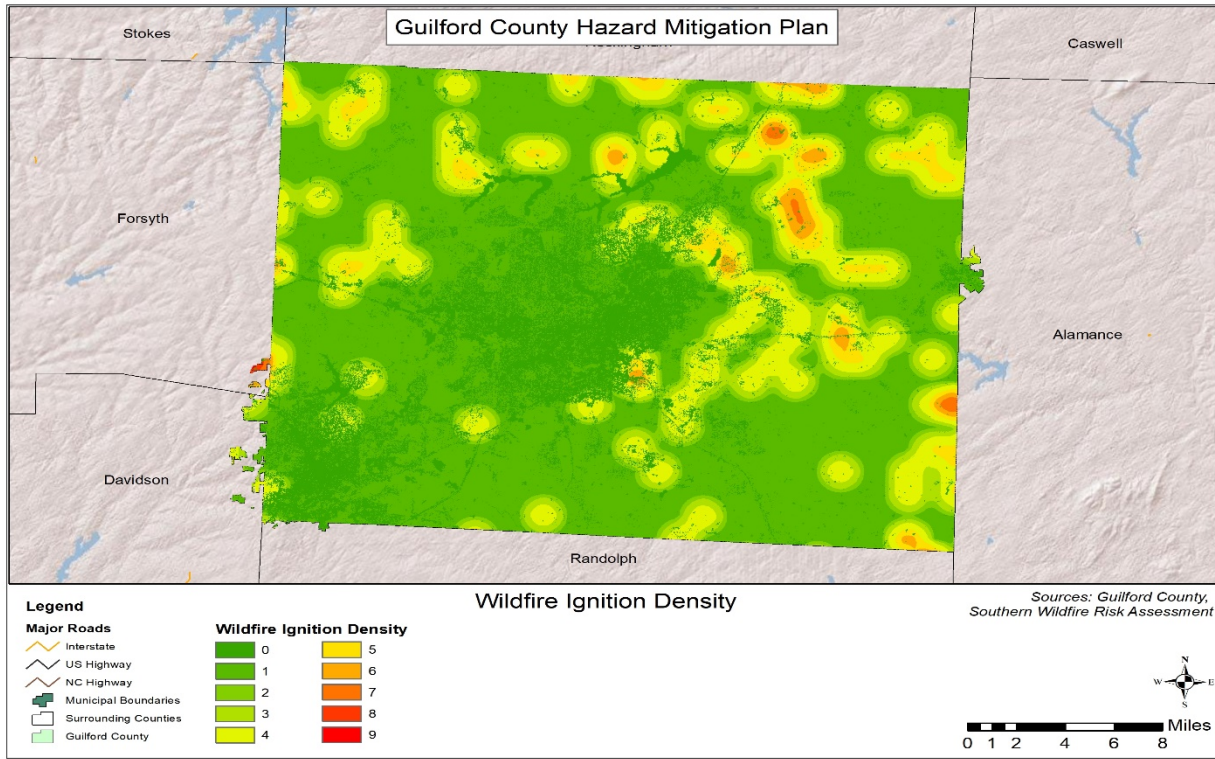 Guilford County Hazard Mitigation Plan
Stokes
Rockingham
Caswell
Forsyth
Alamance
Davidson
Randolph
Wildfire Ignition Density
Sources: Guilford County,
Southern Wildfire Risk Assessment
Legend
Major Roads
Interstate
US Highway
NC Highway
Municipal Boundaries
Surrounding Counties
Guilford County
Wildfire Ignition Density
0
1
2
3
4
5
6
7
8
9
N
W
E
S
Miles
0 1 2 4 6 8